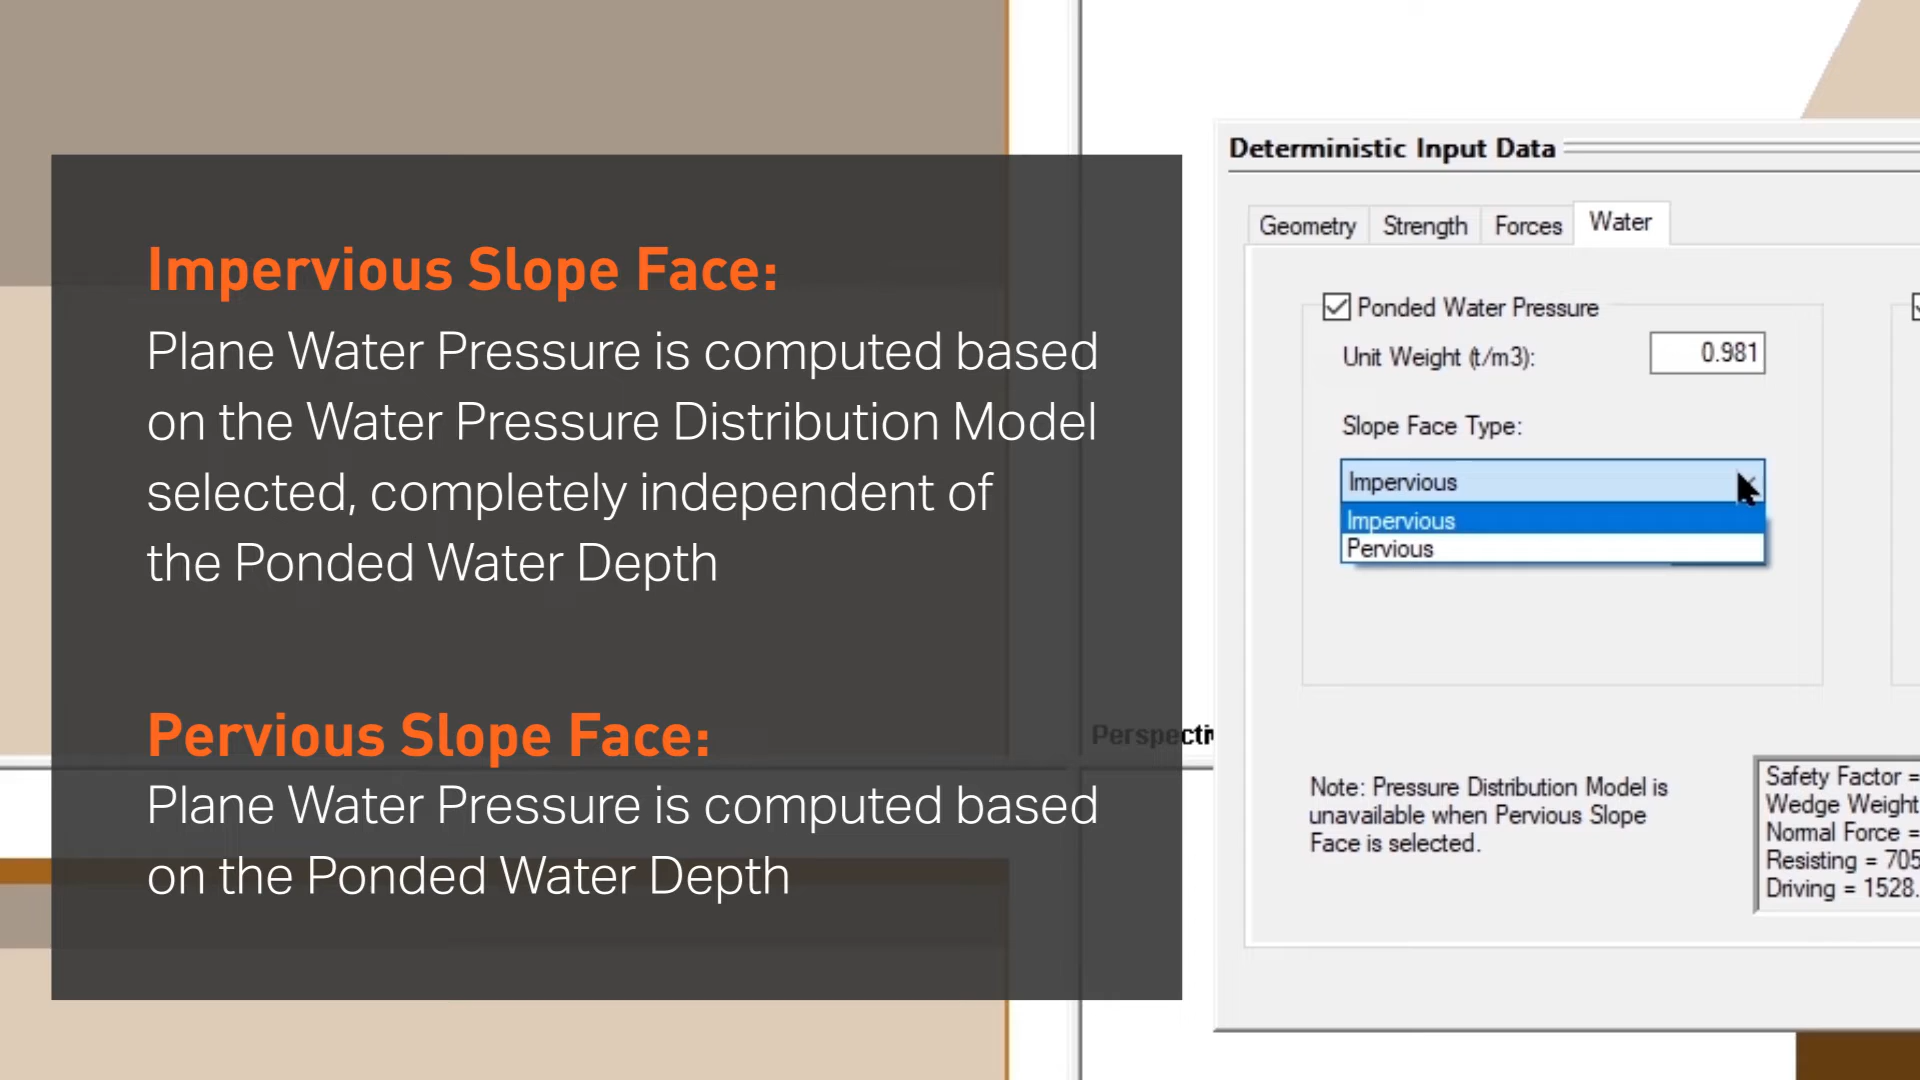 Impervious Slope Face:
Plane Water Pressure is computed based
on the Water Pressure Distribution Model
selected, completely independent of
the Ponded Water Depth
Pervious Slope Face:
Plane Water Pressure is computed based
on the Ponded Water Depth
Deterministic Input Data
Geometry Strength Forces Water
Ponded Water Pressure
Unit Weight (t/m3): 0.981
Slope Face Type:
Impervious
Impervious
Pervious
Note: Pressure Distribution Model is
unavailable when Pervious Slope
Face is selected.
Safety Factor =
Wedge Weight
Normal Force =
Resisting = 705
Driving = 1528.